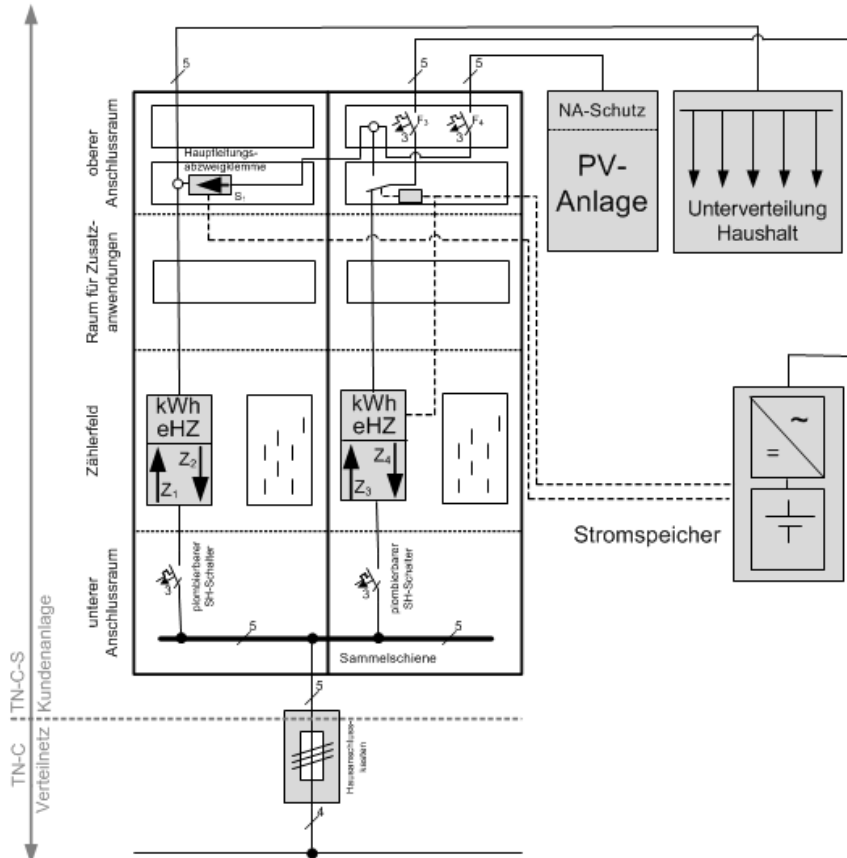 5
5
5
oberer
Anschlussraum
F3
F4
3
3
Hauptleitungs-
abzweigklemme
S1
NA-Schutz
PV-
Anlage
Unterverteilung
Haushalt
Raum für Zusatz-
anwendungen
Zählerfeld
kWh
eHZ
Z2
Z1
kWh
eHZ
Z4
Z3
~
=
Stromspeicher
unterer
Anschlussraum
3
plombierbarer
SH-Schalter
3
plombierbarer
SH-Schalter
5
5
Sammelschiene
TN-C-S
Kundenanlage
5
TN-C
Verteilnetz
Hausanschluss-
kasten
4